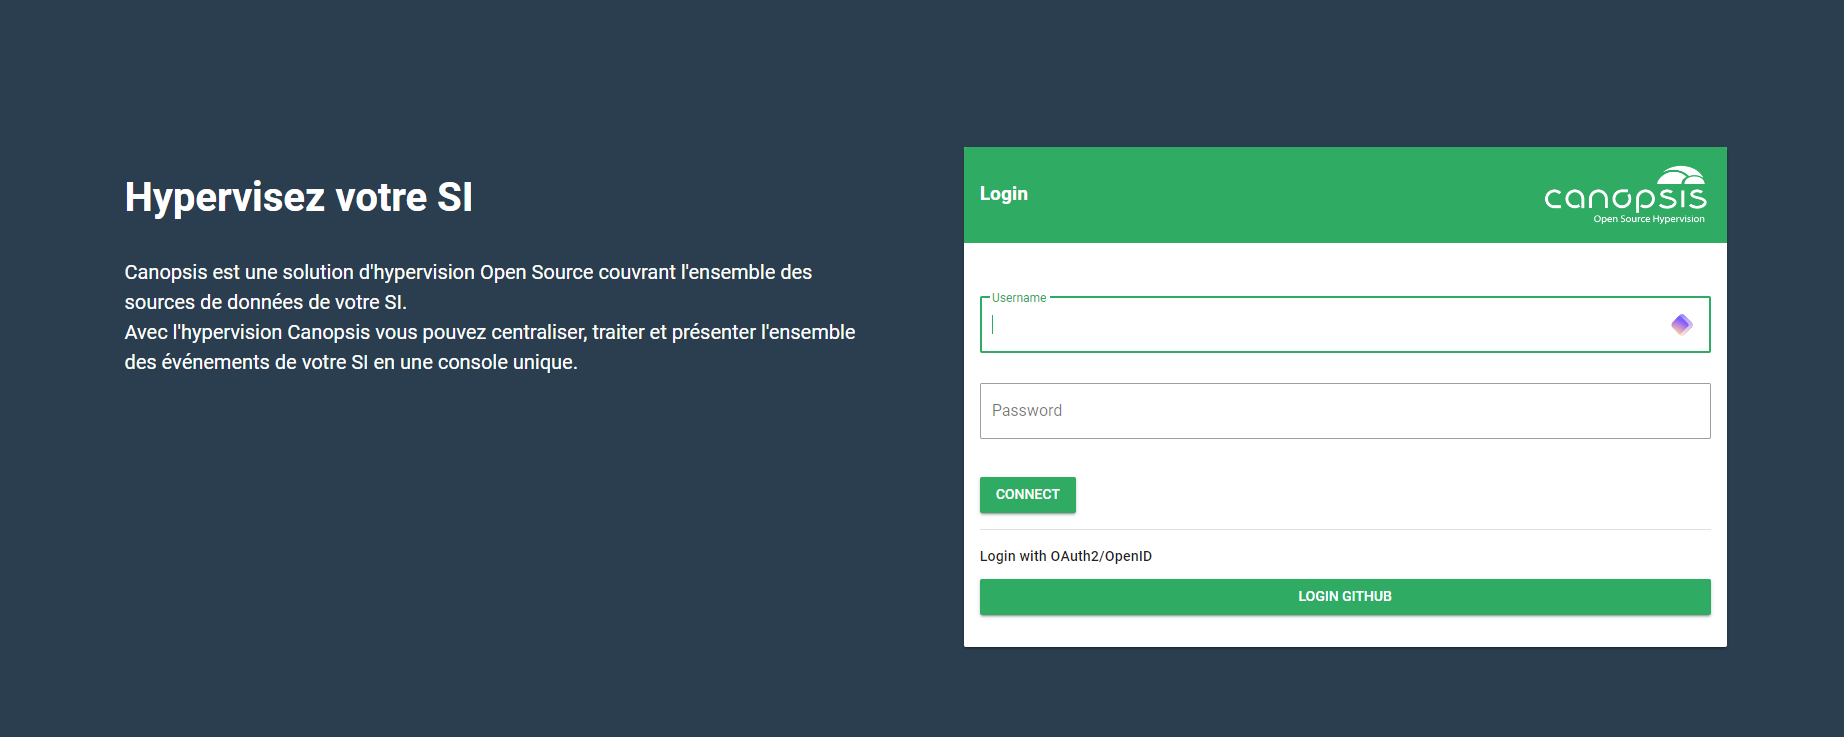 Hypervisez votre SI
Canopsis est une solution d'hypervision Open Source couvrant l'ensemble des
sources de données de votre SI.
Avec l'hypervision Canopsis vous pouvez centraliser, traiter et présenter l'ensemble
des événements de votre SI en une console unique.
Login
canopsis
Open Source Hypervision
Username
Password
CONNECT
Login with OAuth2/OpenID
LOGIN GITHUB